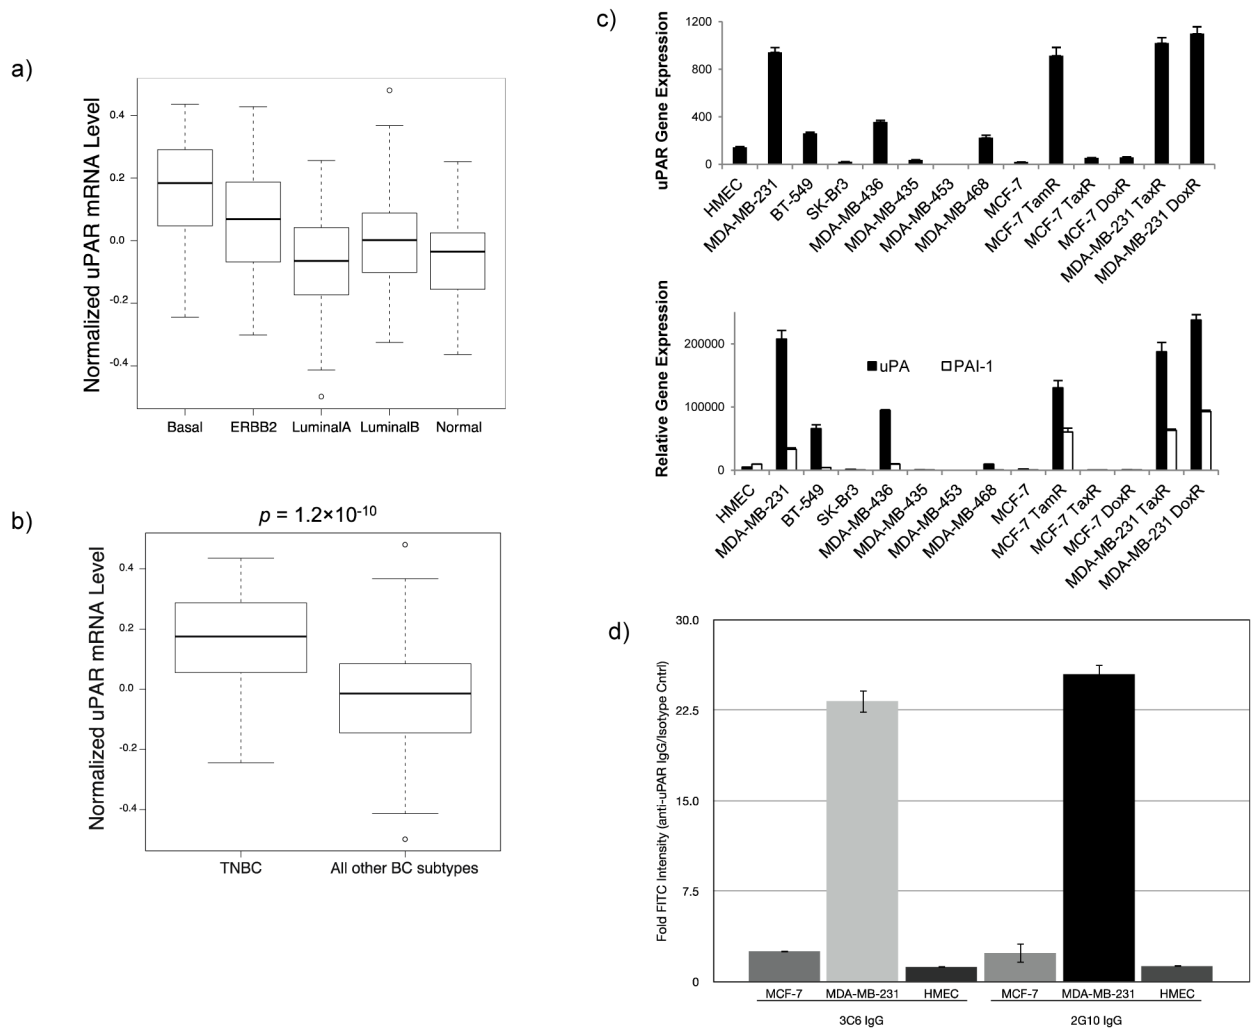 a)
Normalized uPAR mRNA Level
0.4
0.2
0.0
-0.2
-0.4
Basal ERBB2 LuminalA LuminalB Normal
b)
p = 1.2×10-10
Normalized uPAR mRNA Level
0.4
0.2
0.0
-0.2
-0.4
TNBC All other BC subtypes
c)
uPAR Gene Expression
1200
800
400
0
HMEC
MDA-MB-231
BT-549
SK-Br3
MDA-MB-436
MDA-MB-435
MDA-MB-453
MDA-MB-468
MCF-7
MCF-7 TamR
MCF-7 TaxR
MCF-7 DoxR
MDA-MB-231 TaxR
MDA-MB-231 DoxR
Relative Gene Expression
200000
100000
0
uPA PAI-1
HMEC
MDA-MB-231
BT-549
SK-Br3
MDA-MB-436
MDA-MB-435
MDA-MB-453
MDA-MB-468
MCF-7
MCF-7 TamR
MCF-7 TaxR
MCF-7 DoxR
MDA-MB-231 TaxR
MDA-MB-231 DoxR
d)
Fold FITC Intensity (anti-uPAR IgG/Isotype Cntrl)
30.0
22.5
15.0
7.5
0
MCF-7 MDA-MB-231 HMEC MCF-7 MDA-MB-231 HMEC
3C6 IgG 2G10 IgG